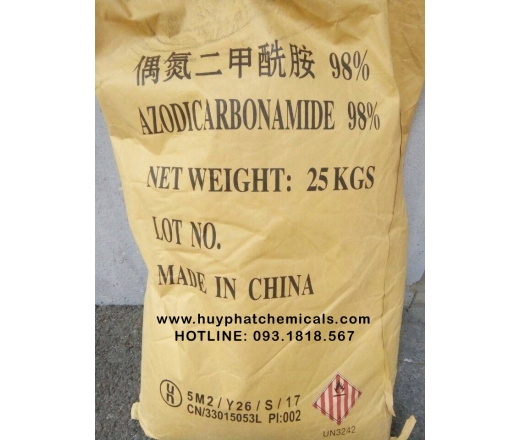 偶氮二甲酰胺 98%
AZODICARBONAMIDE 98%
NET WEIGHT: 25 KGS
LOT NO.
MADE IN CHINA
www.huyphatchemicals.com
HOTLINE: 093.1818.567
un 5M2/Y26/S/17
CN/33015053L PI:002
UN3242